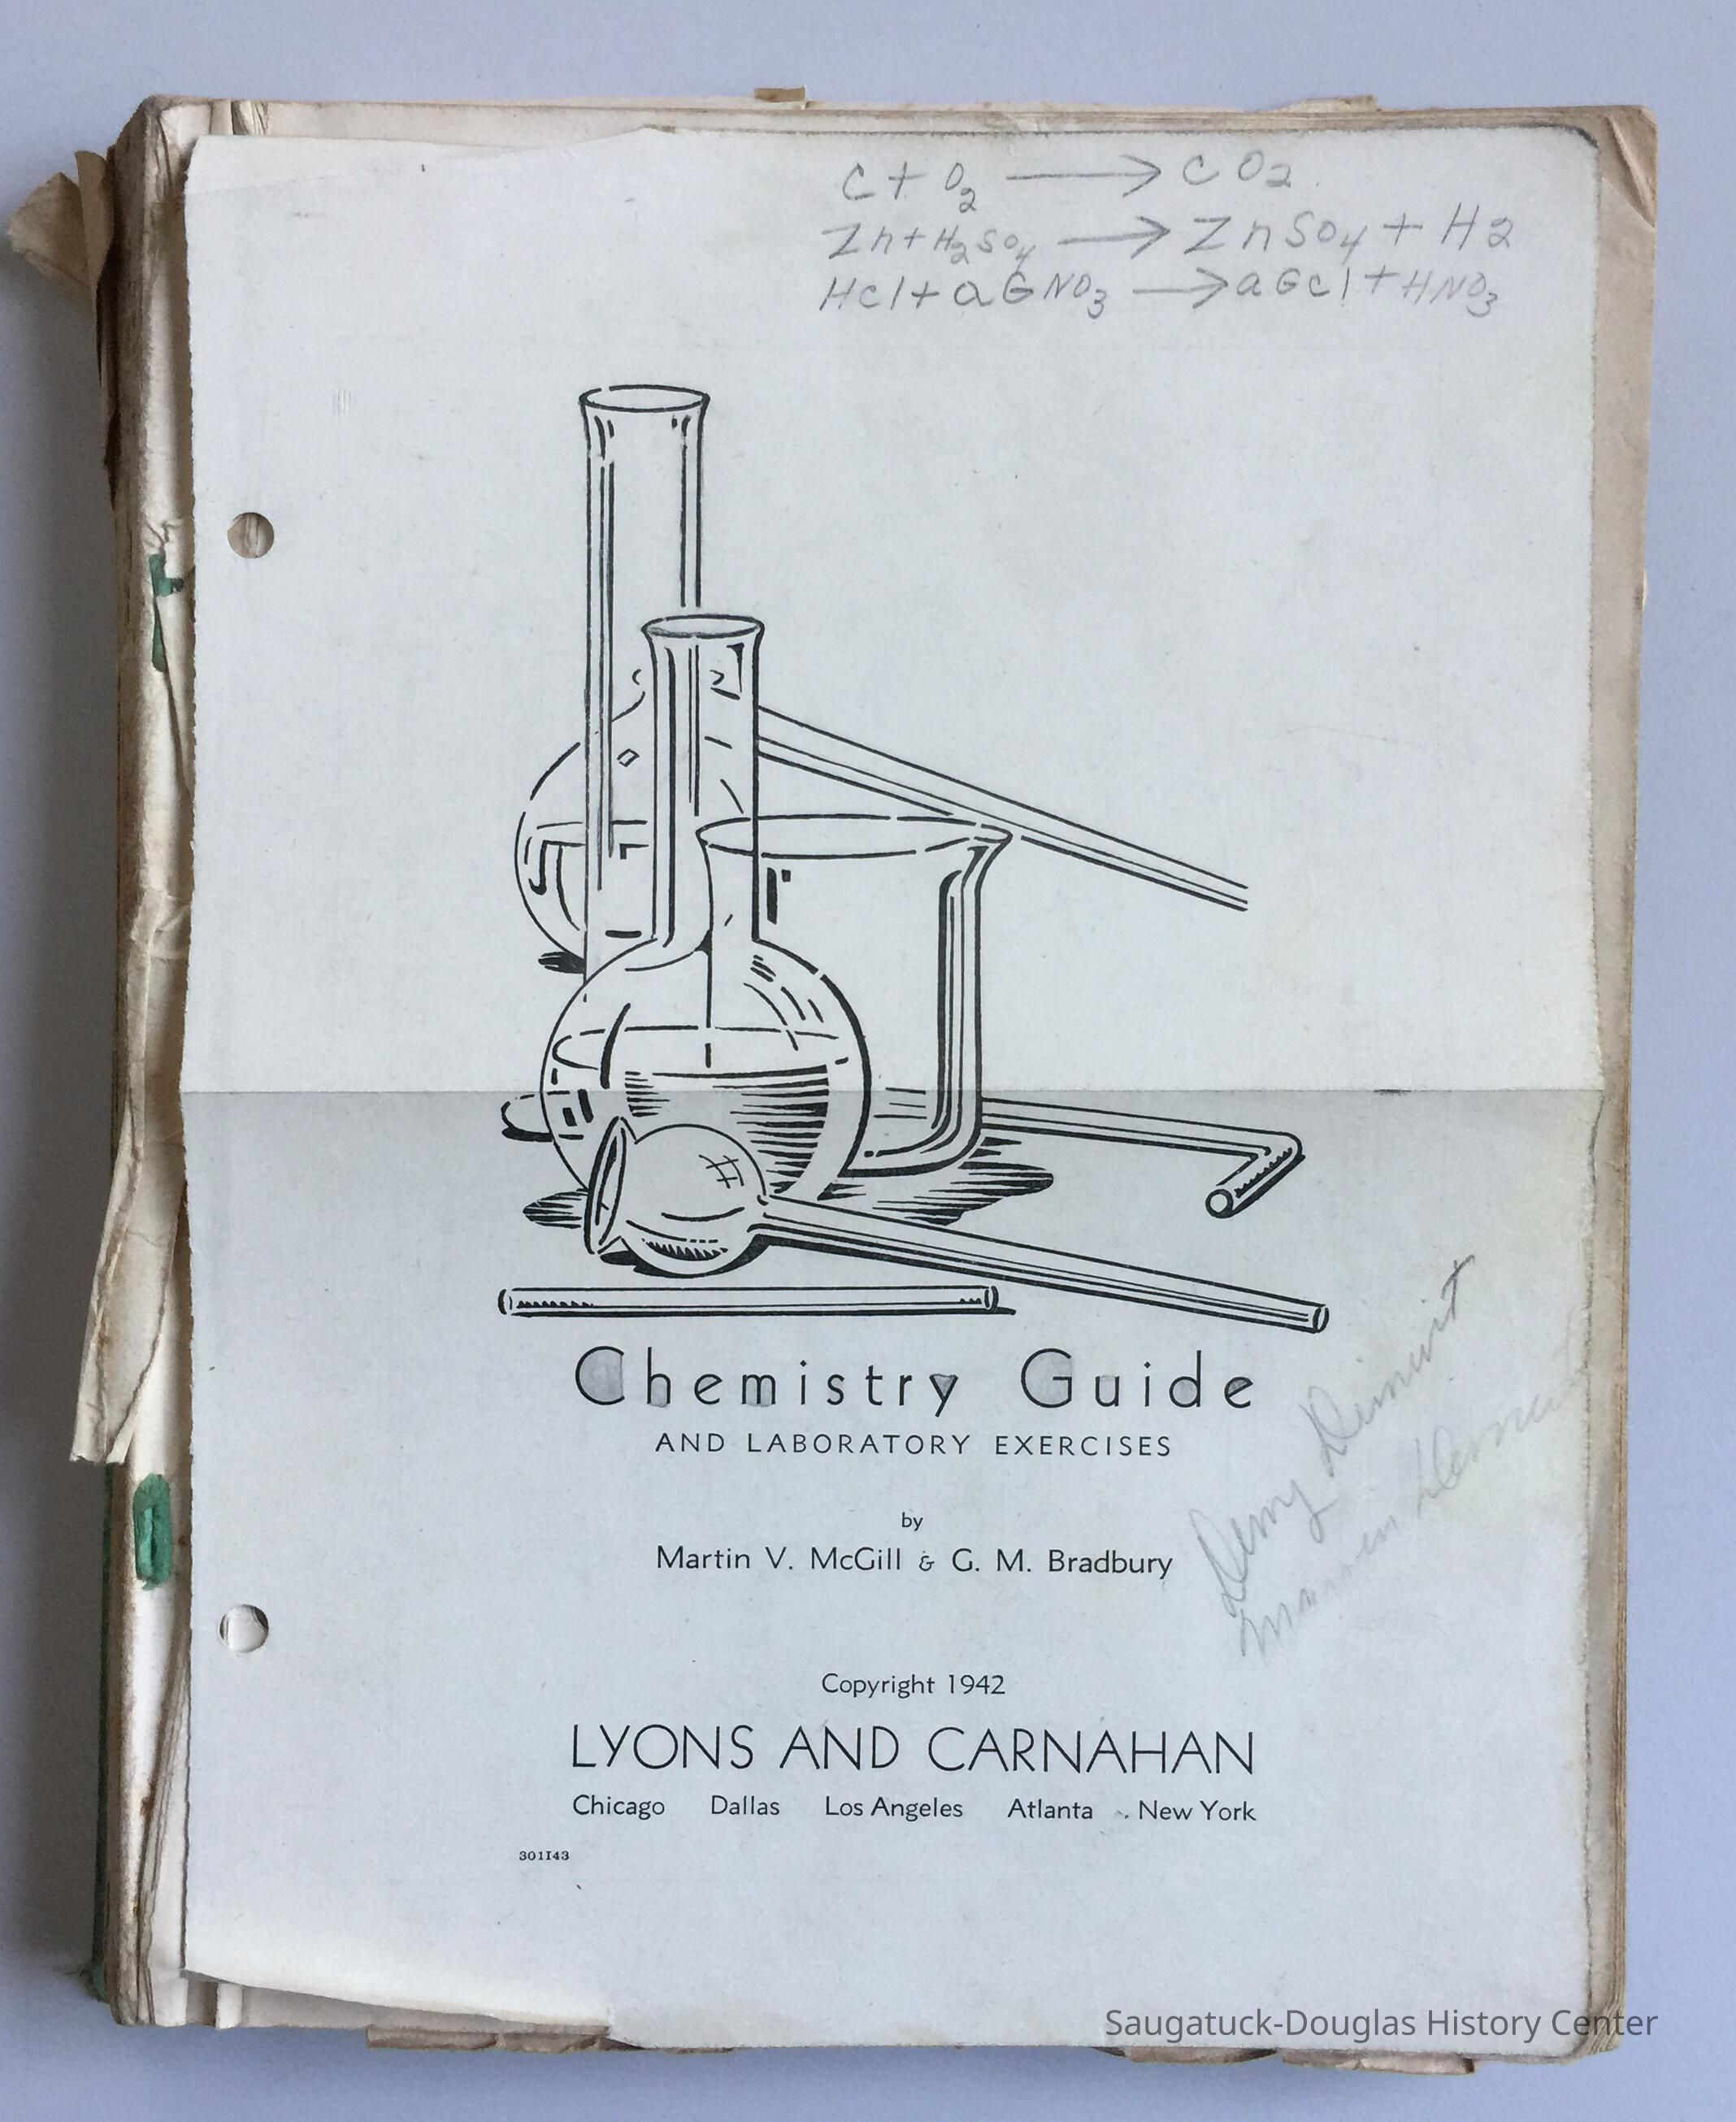 C + O2 → CO2
Zn + H2SO4 → ZnSO4 + H2
HCl + aGNO3 → aGCl + HNO3
Chemistry Guide
AND LABORATORY EXERCISES
by
Martin V. McGill & G. M. Bradbury
Copyright 1942
LYONS AND CARNAHAN
Chicago Dallas Los Angeles Atlanta New York
301143
Saugatuck-Douglas History Center